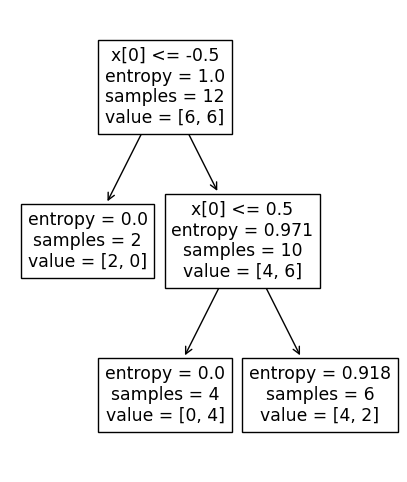 x[0] <= -0.5
entropy = 1.0
samples = 12
value = [6, 6]
entropy = 0.0
samples = 2
value = [2, 0]
x[0] <= 0.5
entropy = 0.971
samples = 10
value = [4, 6]
entropy = 0.0
samples = 4
value = [0, 4]
entropy = 0.918
samples = 6
value = [4, 2]